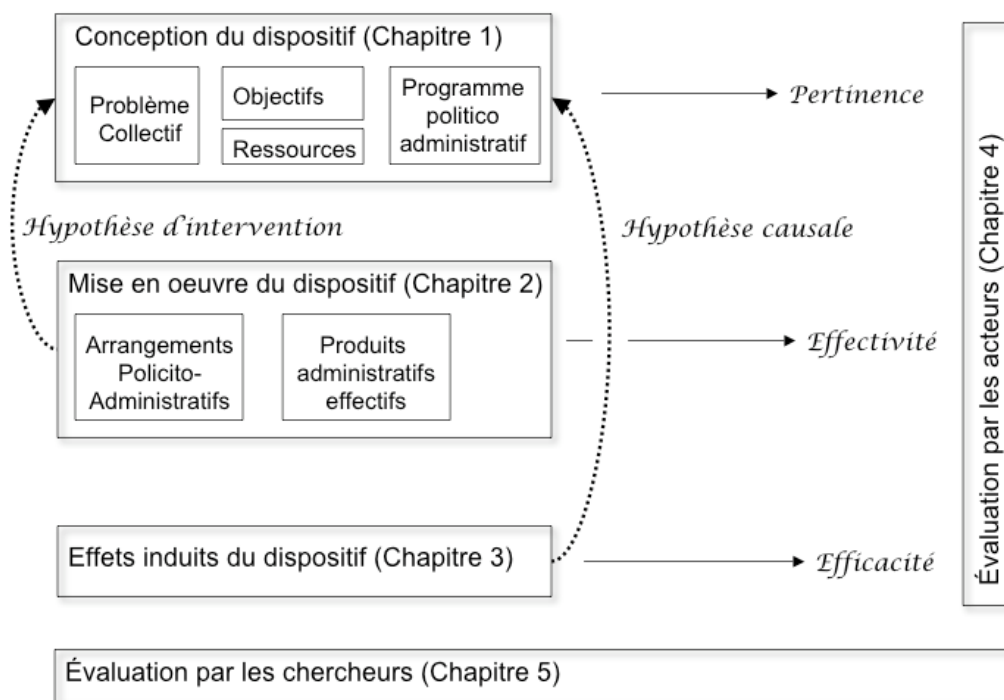 Conception du dispositif (Chapitre 1)
Problème
Collectif
Objectifs
Ressources
Programme
politico
administratif
Pertinence
Hypothèse d'intervention
Hypothèse causale
Mise en oeuvre du dispositif (Chapitre 2)
Arrangements
Policito-
Administratifs
Produits
administratifs
effectifs
Effectivité
Effets induits du dispositif (Chapitre 3)
Efficacité
Évaluation par les acteurs (Chapitre 4)
Évaluation par les chercheurs (Chapitre 5)